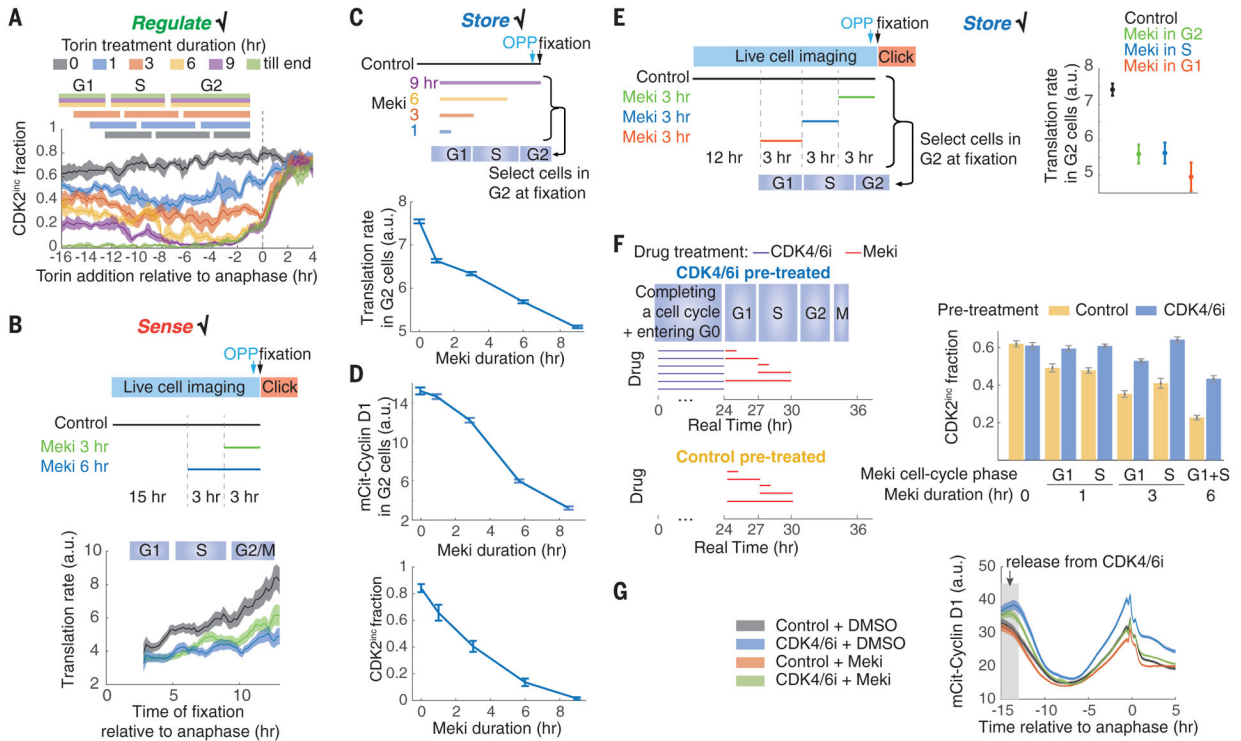 A
Regulate √
Torin treatment duration (hr)
0 1 3 6 9 till end
G1 S G2
CDK2inc fraction
1
0.8
0.6
0.4
0.2
0
-16 -14 -12 -10 -8 -6 -4 -2 0 2 4
Torin addition relative to anaphase (hr)
B
Sense √
OPP fixation
Live cell imaging Click
Control
Meki 3 hr
Meki 6 hr
15 hr 3 hr 3 hr
Translation rate (a.u.)
10
8
6
4
2
G1 S G2/M
0 5 10
Time of fixation
relative to anaphase (hr)
C
Store √
OPP fixation
Control
9 hr
Meki 6
3
1
G1 S G2
Select cells in
G2 at fixation
Translation rate
in G2 cells (a.u.)
8
7
6
5
0 2 4 6 8
Meki duration (hr)
D
mCit-Cyclin D1
in G2 cells (a.u.)
14
10
6
2
0 2 4 6 8
Meki duration (hr)
CDK2inc fraction
1
0.8
0.6
0.4
0.2
0
0 2 4 6 8
Meki duration (hr)
E
Store √
OPP fixation
Live cell imaging Click
Control
Meki 3 hr
Meki 3 hr
Meki 3 hr
12 hr 3 hr 3 hr 3 hr
G1 S G2
Select cells in
G2 at fixation
Control
Meki in G2
Meki in S
Meki in G1
Translation rate
in G2 cells (a.u.)
8
7
6
5
F
Drug treatment: CDK4/6i Meki
CDK4/6i pre-treated
Completing
a cell cycle
+ entering G0
G1 S G2 M
Drug
0 ... 24 27 30 36
Real Time (hr)
Control pre-treated
Drug
0 ... 24 27 30 36
Real Time (hr)
Pre-treatment Control CDK4/6i
CDK2inc fraction
0.6
0.4
0.2
Meki cell-cycle phase G1 S G1 S G1+S
Meki duration (hr) 0 1 3 6
G
Control + DMSO
CDK4/6i + DMSO
Control + Meki
CDK4/6i + Meki
release from CDK4/6i
mCit-Cyclin D1 (a.u.)
50
40
30
20
10
-15 -10 -5 0 5
Time relative to anaphase (hr)